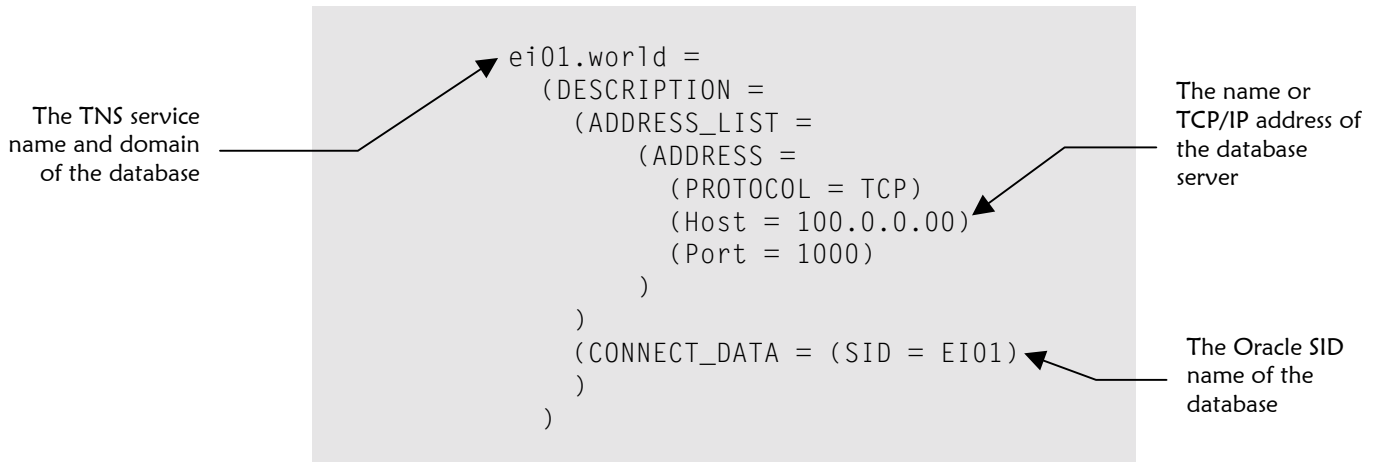 The TNS service
name and domain
of the database
ei01.world =
(DESCRIPTION =
(ADDRESS_LIST =
(ADDRESS =
(PROTOCOL = TCP)
(Host = 100.0.0.00)
(Port = 1000)
)
)
(CONNECT_DATA = (SID = EI01)
)
)
The name or
TCP/IP address of
the database
server
The Oracle SID
name of the
database